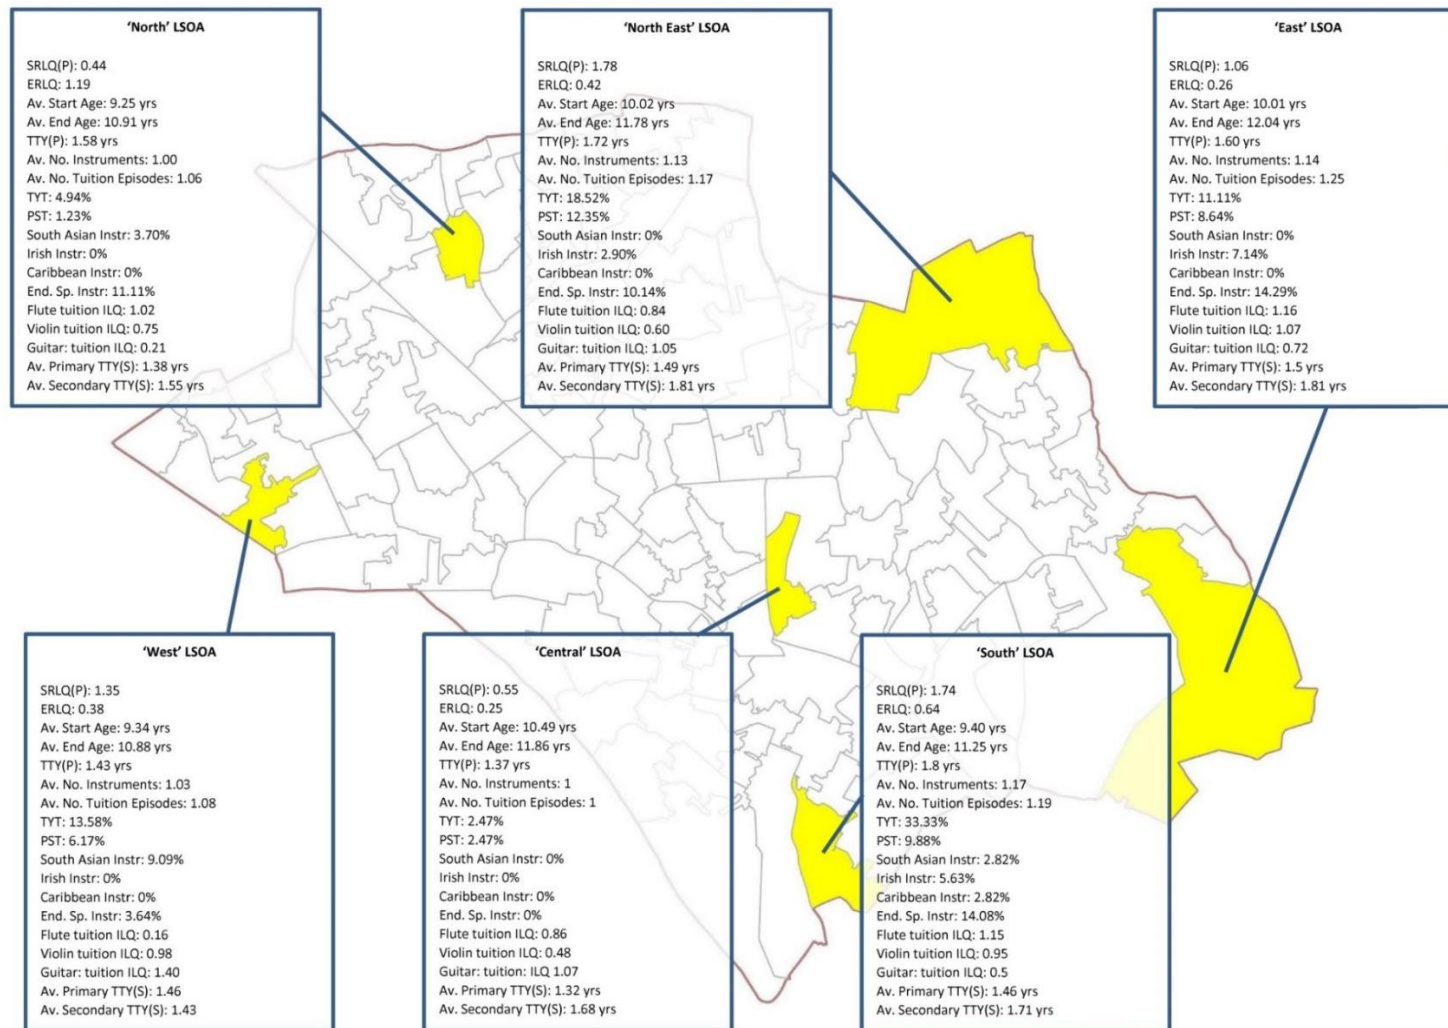 ‘North’ LSOA
SRLQ(P): 0.44
ERLQ: 1.19
Av. Start Age: 9.25 yrs
Av. End Age: 10.91 yrs
TTY(P): 1.58 yrs
Av. No. Instruments: 1.00
Av. No. Tuition Episodes: 1.06
TYT: 4.94%
PST: 1.23%
South Asian Instr: 3.70%
Irish Instr: 0%
Caribbean Instr: 0%
End. Sp. Instr: 11.11%
Flute tuition ILQ: 1.02
Violin tuition ILQ: 0.75
Guitar: tuition ILQ: 0.21
Av. Primary TTY(S): 1.38 yrs
Av. Secondary TTY(S): 1.55 yrs
‘North East’ LSOA
SRLQ(P): 1.78
ERLQ: 0.42
Av. Start Age: 10.02 yrs
Av. End Age: 11.78 yrs
TTY(P): 1.72 yrs
Av. No. Instruments: 1.13
Av. No. Tuition Episodes: 1.17
TYT: 18.52%
PST: 12.35%
South Asian Instr: 0%
Irish Instr: 2.90%
Caribbean Instr: 0%
End. Sp. Instr: 10.14%
Flute tuition ILQ: 0.84
Violin tuition ILQ: 0.60
Guitar: tuition ILQ: 1.05
Av. Primary TTY(S): 1.49 yrs
Av. Secondary TTY(S): 1.81 yrs
‘East’ LSOA
SRLQ(P): 1.06
ERLQ: 0.26
Av. Start Age: 10.01 yrs
Av. End Age: 12.04 yrs
TTY(P): 1.60 yrs
Av. No. Instruments: 1.14
Av. No. Tuition Episodes: 1.25
TYT: 11.11%
PST: 8.64%
South Asian Instr: 0%
Irish Instr: 7.14%
Caribbean Instr: 0%
End. Sp. Instr: 14.29%
Flute tuition ILQ: 1.16
Violin tuition ILQ: 1.07
Guitar: tuition ILQ: 0.72
Av. Primary TTY(S): 1.5 yrs
Av. Secondary TTY(S): 1.81 yrs
‘West’ LSOA
SRLQ(P): 1.35
ERLQ: 0.38
Av. Start Age: 9.34 yrs
Av. End Age: 10.88 yrs
TTY(P): 1.43 yrs
Av. No. Instruments: 1.03
Av. No. Tuition Episodes: 1.08
TYT: 13.58%
PST: 6.17%
South Asian Instr: 9.09%
Irish Instr: 0%
Caribbean Instr: 0%
End. Sp. Instr: 3.64%
Flute tuition ILQ: 0.16
Violin tuition ILQ: 0.98
Guitar: tuition ILQ: 1.40
Av. Primary TTY(S): 1.46
Av. Secondary TTY(S): 1.43
‘Central’ LSOA
SRLQ(P): 0.55
ERLQ: 0.25
Av. Start Age: 10.49 yrs
Av. End Age: 11.86 yrs
TTY(P): 1.37 yrs
Av. No. Instruments: 1
Av. No. Tuition Episodes: 1
TYT: 2.47%
PST: 2.47%
South Asian Instr: 0%
Irish Instr: 0%
Caribbean Instr: 0%
End. Sp. Instr: 0%
Flute tuition ILQ: 0.86
Violin tuition ILQ: 0.48
Guitar: tuition: ILQ 1.07
Av. Primary TTY(S): 1.32 yrs
Av. Secondary TTY(S): 1.68 yrs
‘South’ LSOA
SRLQ(P): 1.74
ERLQ: 0.64
Av. Start Age: 9.40 yrs
Av. End Age: 11.25 yrs
TTY(P): 1.8 yrs
Av. No. Instruments: 1.17
Av. No. Tuition Episodes: 1.19
TYT: 33.33%
PST: 9.88%
South Asian Instr: 2.82%
Irish Instr: 5.63%
Caribbean Instr: 2.82%
End. Sp. Instr: 14.08%
Flute tuition ILQ: 1.15
Violin tuition ILQ: 0.95
Guitar: tuition ILQ: 0.5
Av. Primary TTY(S): 1.46 yrs
Av. Secondary TTY(S): 1.71 yrs